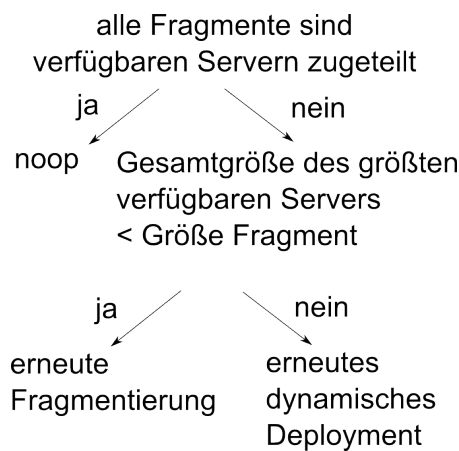 alle Fragmente sind
verfügbaren Servern zugeteilt
ja
nein
noop
Gesamtgröße des größten
verfügbaren Servers
< Größe Fragment
ja
nein
erneute
Fragmentierung
erneutes
dynamisches
Deployment